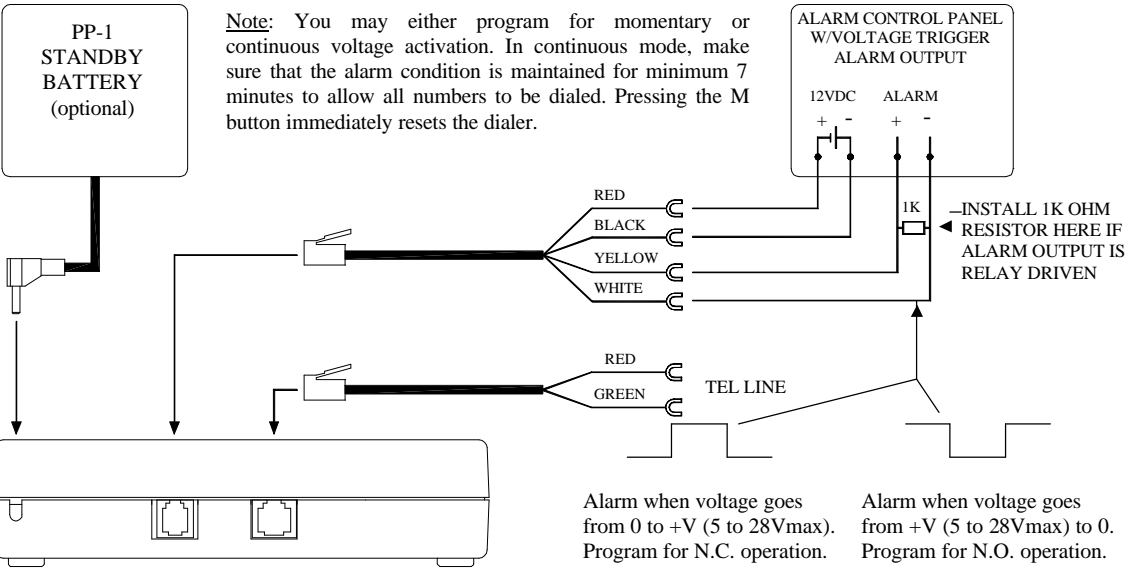 PP-1
STANDBY
BATTERY
(optional)
Note: You may either program for momentary or
continuous voltage activation. In continuous mode, make
sure that the alarm condition is maintained for minimum 7
minutes to allow all numbers to be dialed. Pressing the M
button immediately resets the dialer.
ALARM CONTROL PANEL
W/VOLTAGE TRIGGER
ALARM OUTPUT
12VDC ALARM
+ - + -
RED
BLACK
YELLOW
WHITE
1K
INSTALL 1K OHM
RESISTOR HERE IF
ALARM OUTPUT IS
RELAY DRIVEN
RED
GREEN
TEL LINE
Alarm when voltage goes
from 0 to +V (5 to 28Vmax).
Program for N.C. operation.
Alarm when voltage goes
from +V (5 to 28Vmax) to 0.
Program for N.O. operation.